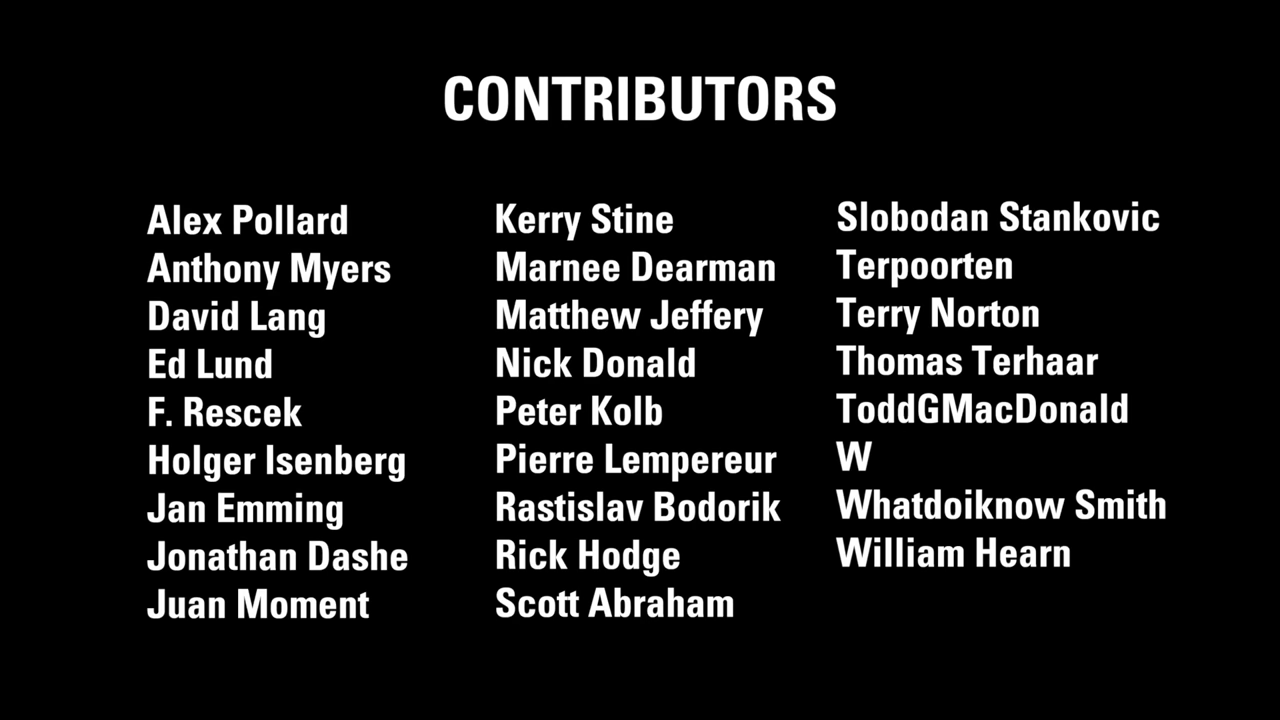 CONTRIBUTORS
Alex Pollard
Anthony Myers
David Lang
Ed Lund
F. Rescek
Holger Isenberg
Jan Emming
Jonathan Dashe
Juan Moment
Kerry Stine
Marnee Dearman
Matthew Jeffery
Nick Donald
Peter Kolb
Pierre Lempereur
Rastislav Bodorik
Rick Hodge
Scott Abraham
Slobodan Stankovic
Terpoorten
Terry Norton
Thomas Terhaar
ToddGMacDonald
W
Whatdoiknow Smith
William Hearn